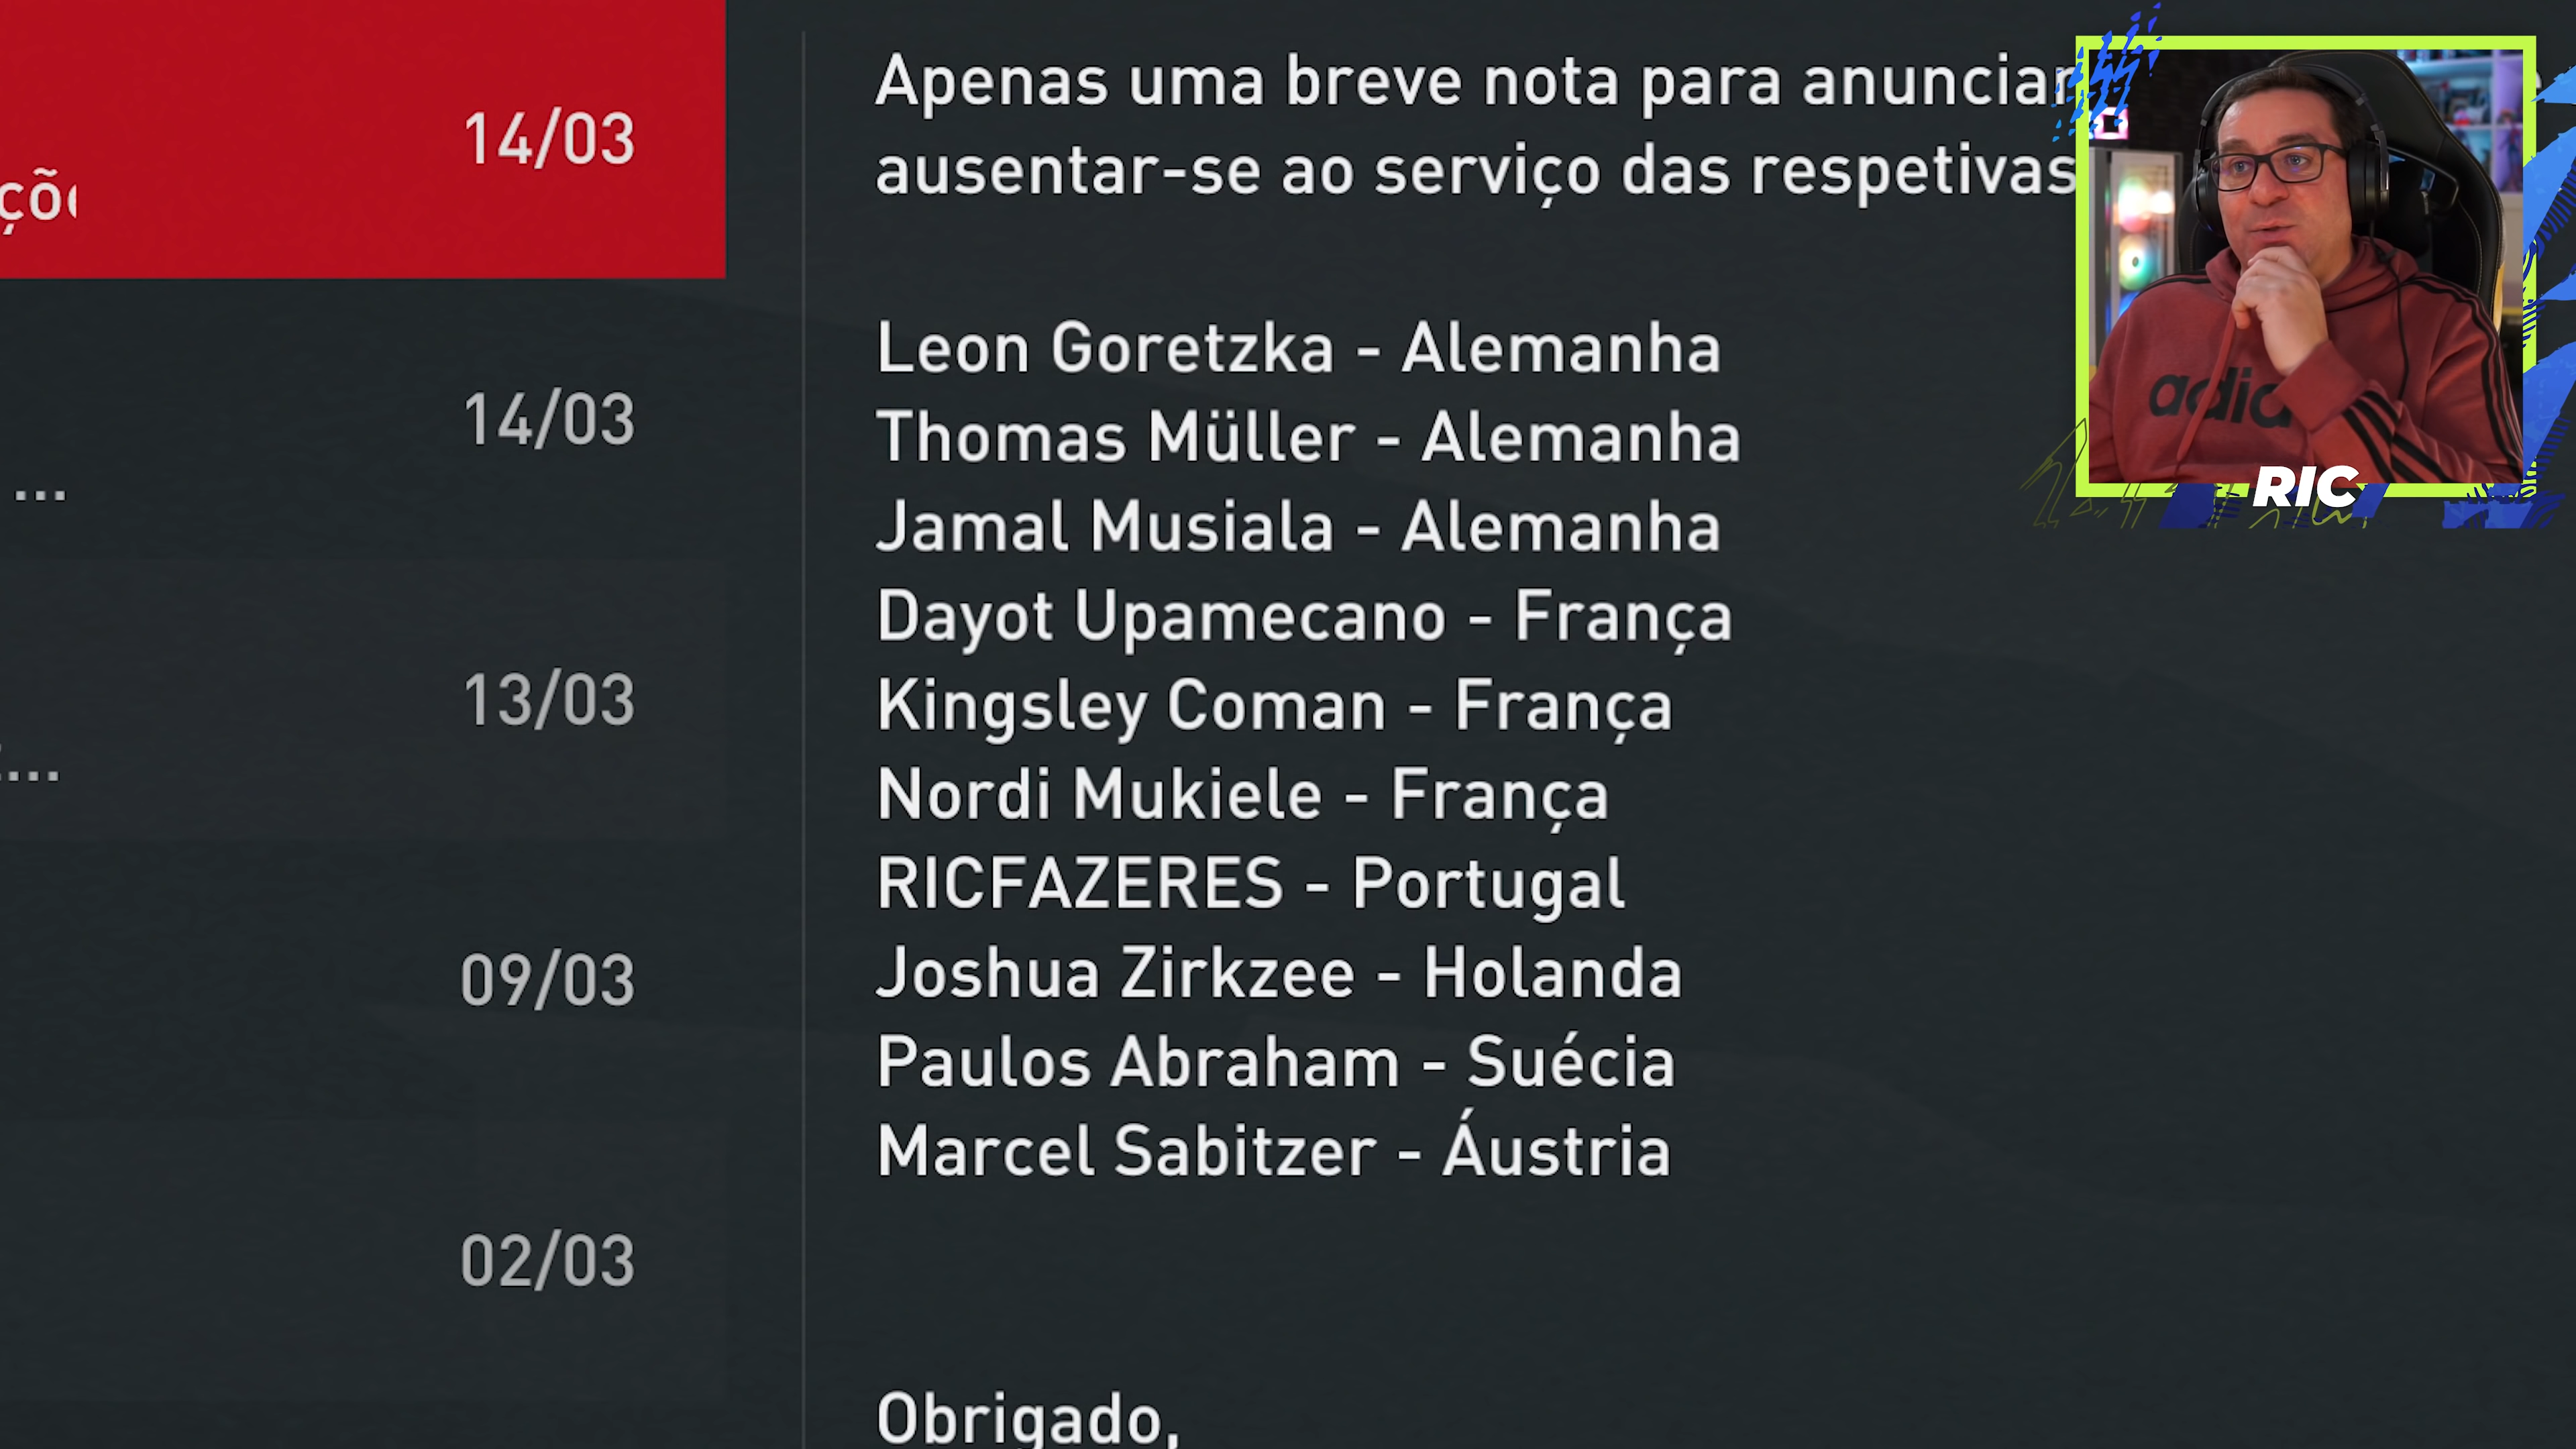 14/03
14/03
...
13/03
...
09/03
02/03
Apenas uma breve nota para anunciar
ausentar-se ao serviço das respetivas
Leon Goretzka - Alemanha
Thomas Müller - Alemanha
Jamal Musiala - Alemanha
Dayot Upamecano - França
Kingsley Coman - França
Nordi Mukiele - França
RICFAZERES - Portugal
Joshua Zirkzee - Holanda
Paulos Abraham - Suécia
Marcel Sabitzer - Áustria
Obrigado,
adid
RIC